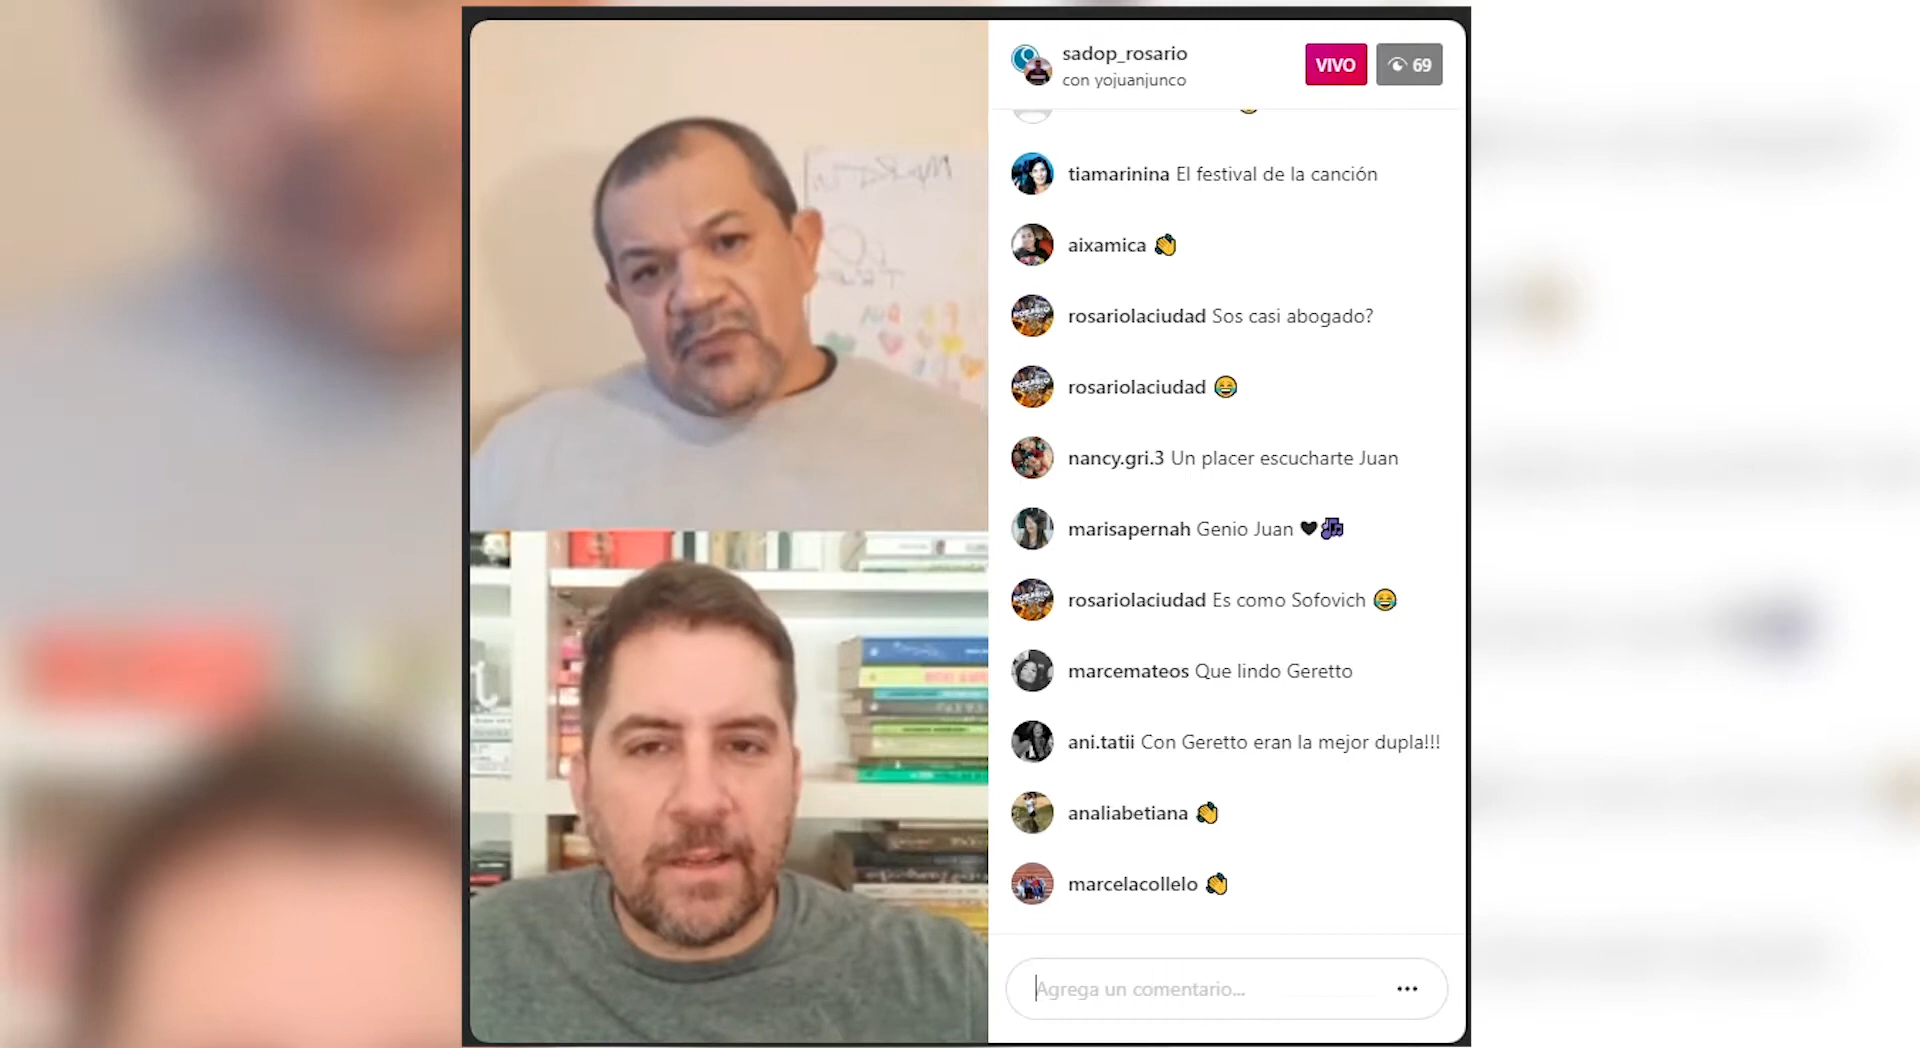 sadop_rosario
con yojuanjunco
VIVO
69
tiamarinina El festival de la canción
aixamica 👏
rosariolaciudad Sos casi abogado?
rosariolaciudad 😂
nancy.gri.3 Un placer escucharte Juan
marisapernah Genio Juan 🖤🎶
rosariolaciudad Es como Sofovich 😂
marcemateos Que lindo Geretto
ani.tatii Con Geretto eran la mejor dupla!!!
analiabetiana 👏
marcelacollelo 👏
Agrega un comentario...